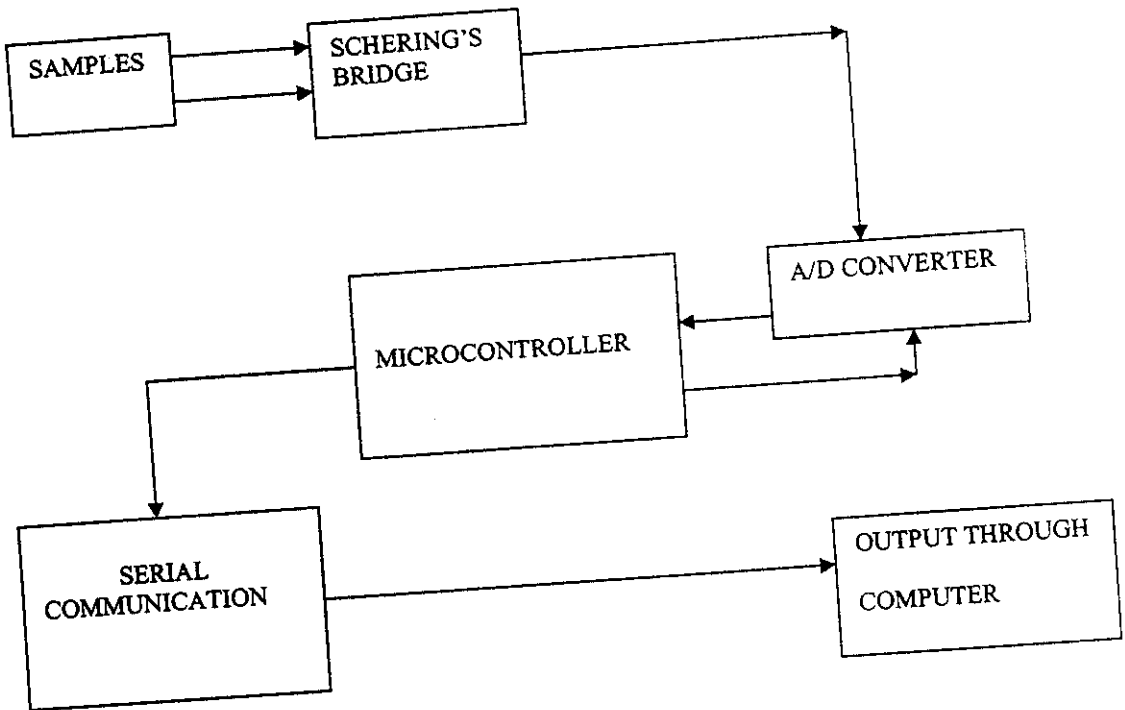 SAMPLES
SCHERING'S
BRIDGE
A/D CONVERTER
MICROCONTROLLER
SERIAL
COMMUNICATION
OUTPUT THROUGH
COMPUTER